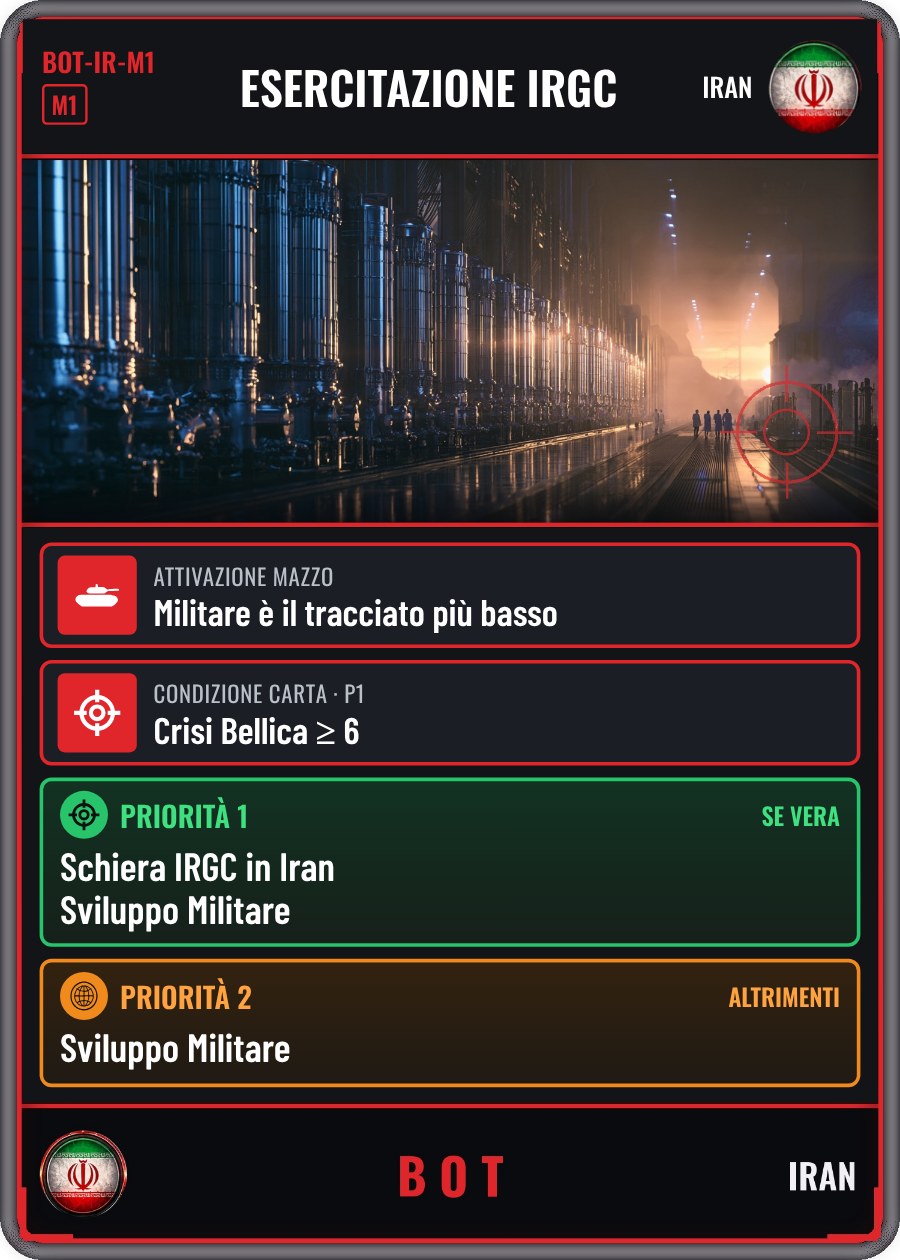 BOT-IR-M1
M1
ESERCITAZIONE IRGC
IRAN
ATTIVAZIONE MAZZO
Militare è il tracciato più basso
CONDIZIONE CARTA · P1
Crisi Bellica ≥ 6
PRIORITÀ 1
SE VERA
Schiera IRGC in Iran
Sviluppo Militare
PRIORITÀ 2
ALTRIMENTI
Sviluppo Militare
BOT
IRAN